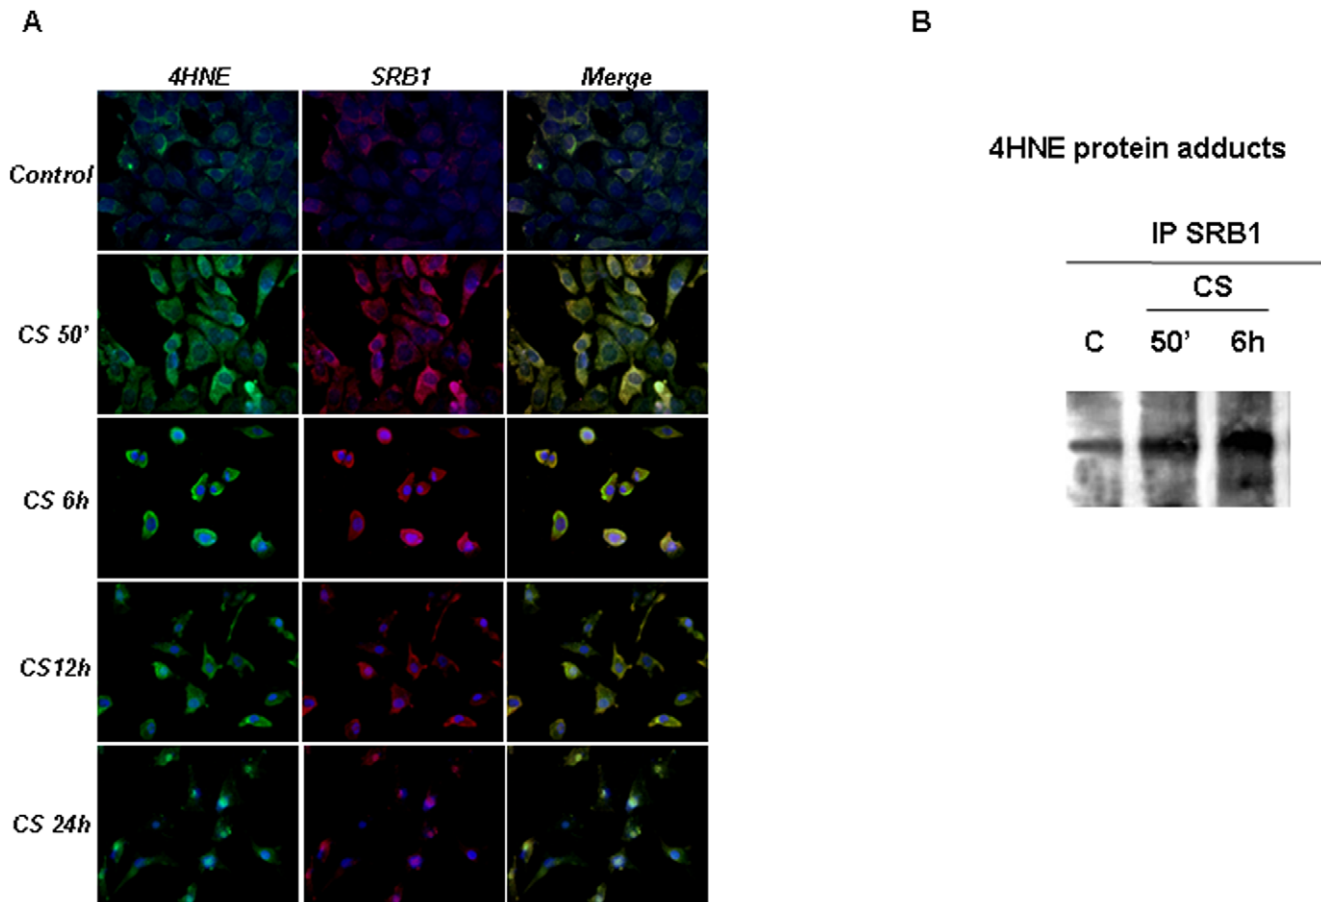 A
B
4HNE SRB1 Merge
Control
CS 50’
CS 6h
CS12h
CS 24h
4HNE protein adducts
IP SRB1
CS
C 50’ 6h